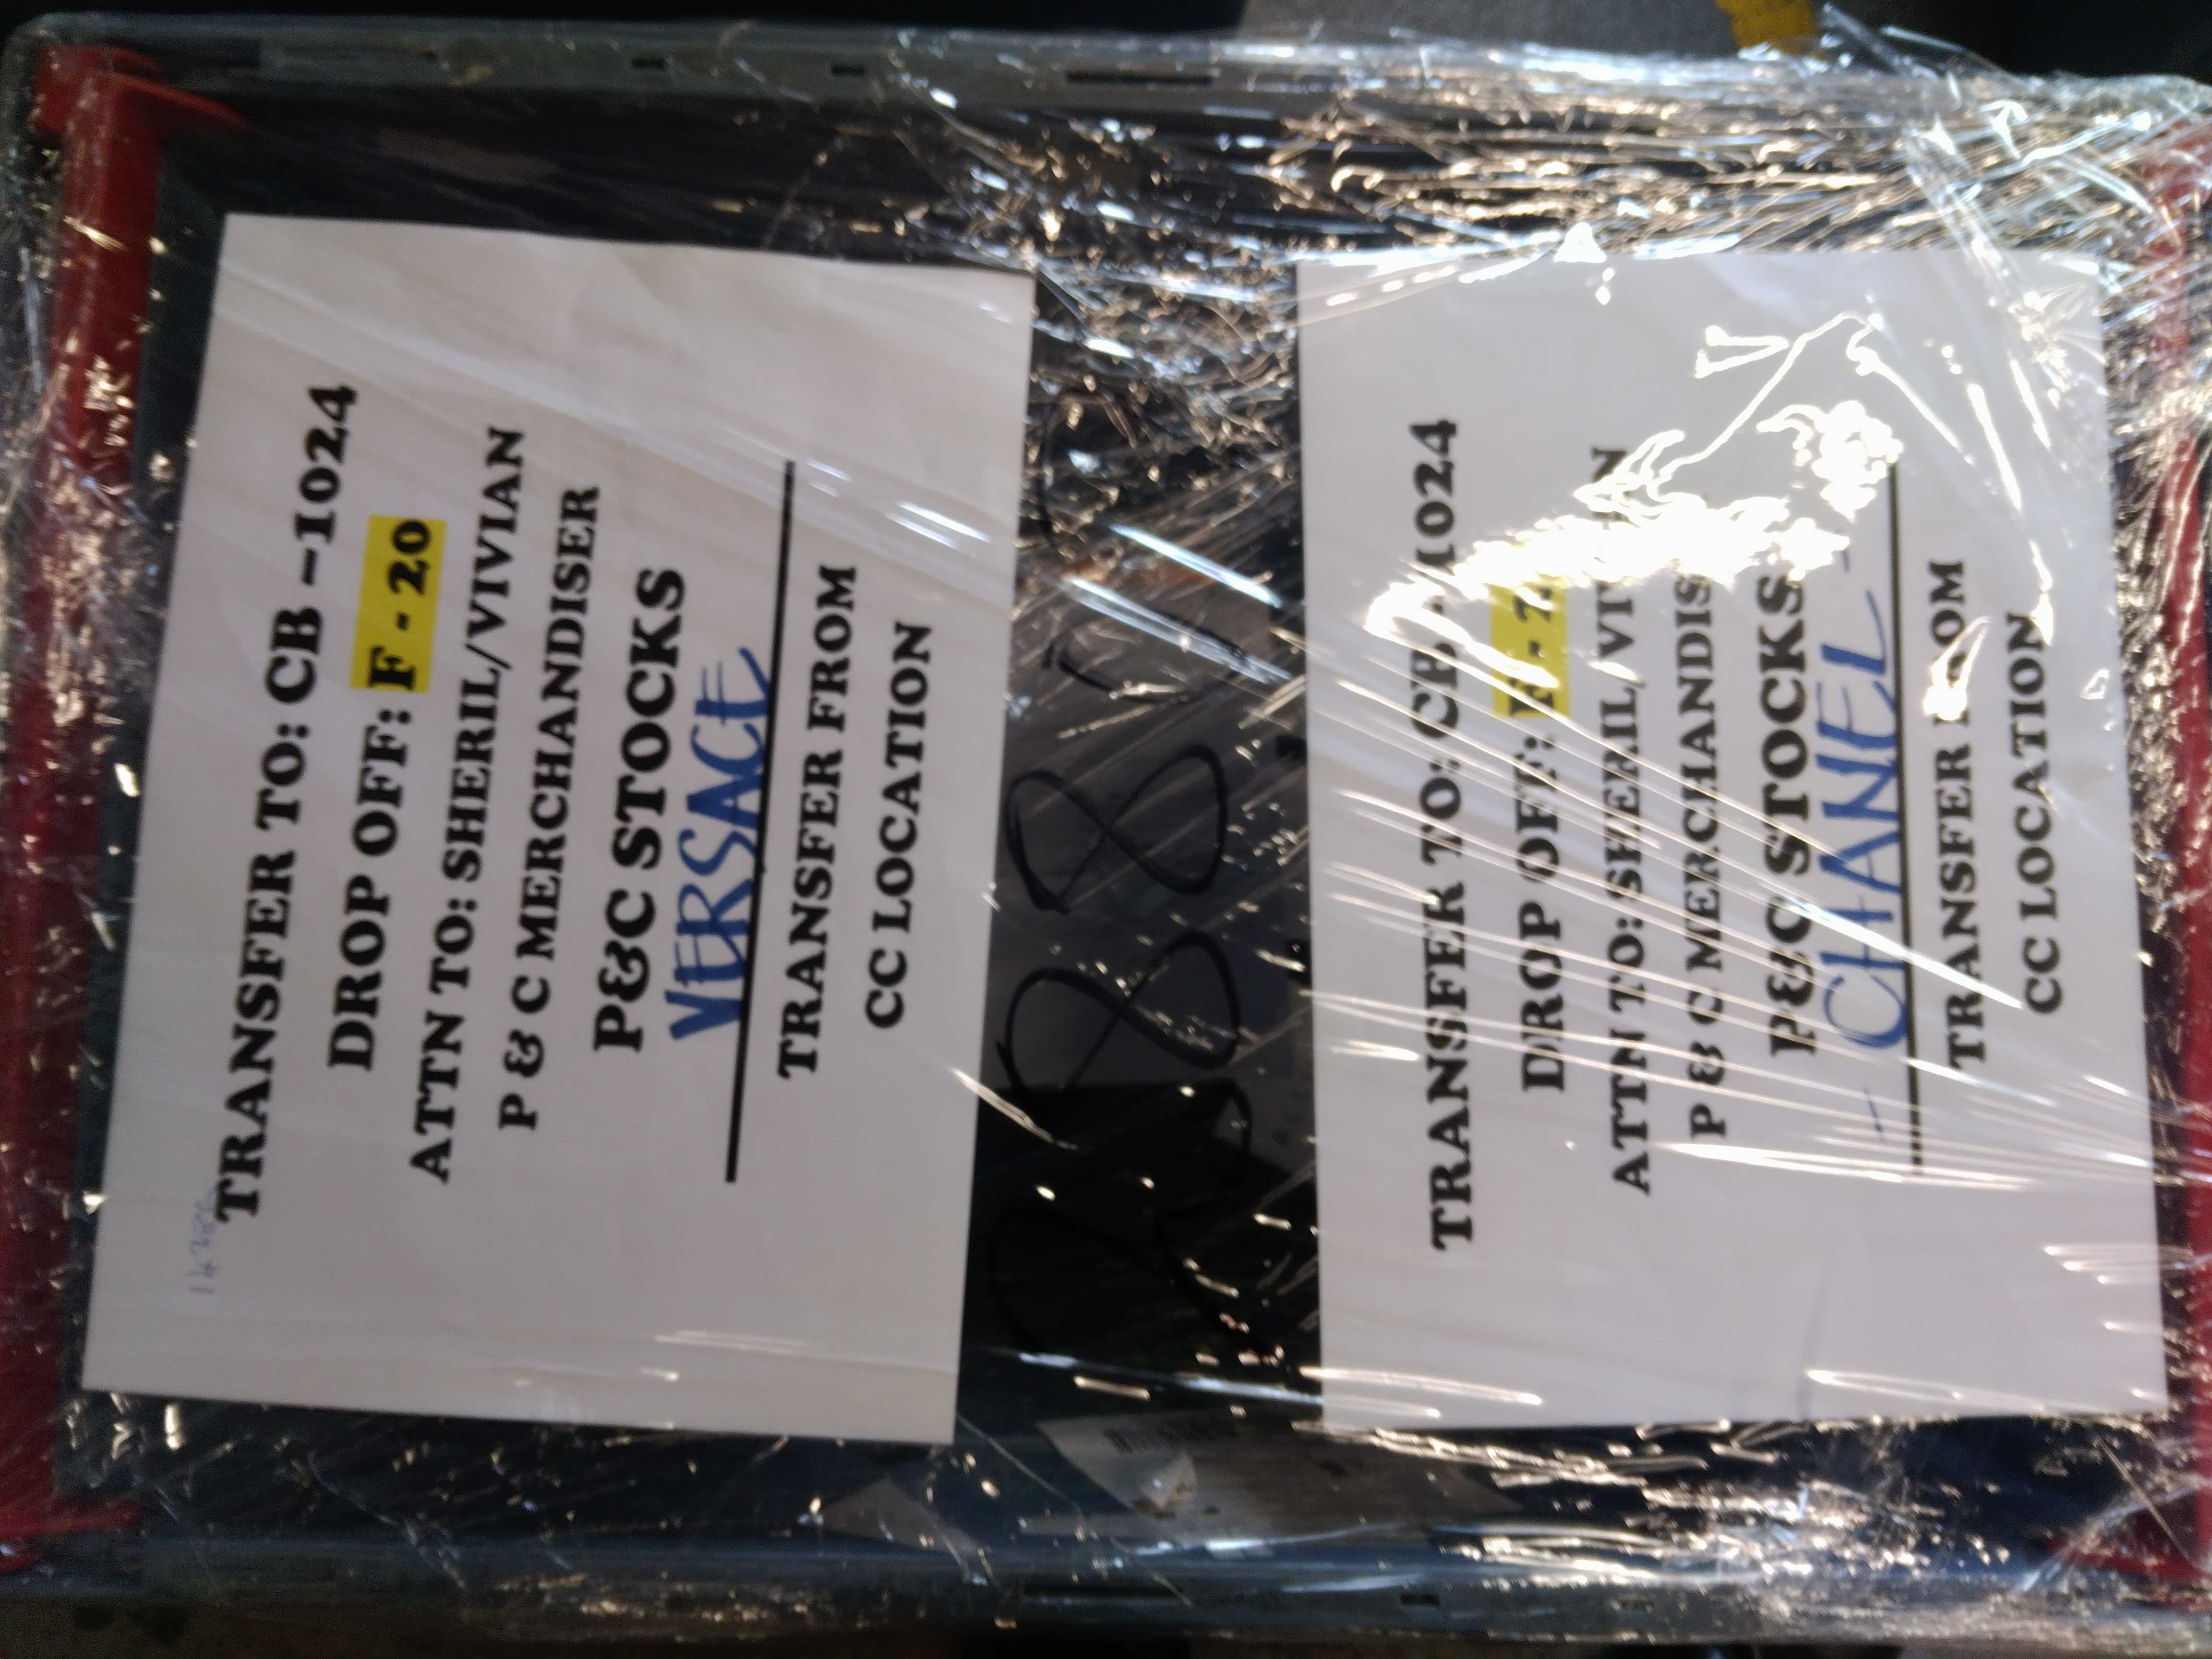 TRANSFER TO: CB -1024
DROP OFF: F - 20
ATTN TO: SHERIL/VIVIAN
P & C MERCHANDISER
P&C STOCKS
VERSACE
TRANSFER FROM
CC LOCATION
TRANSFER TO: 1024
DROP OFF:
ATTN TO:
P & C
P&C STOCKS
- CHANEL -
TRANSFER
CC LOCATION